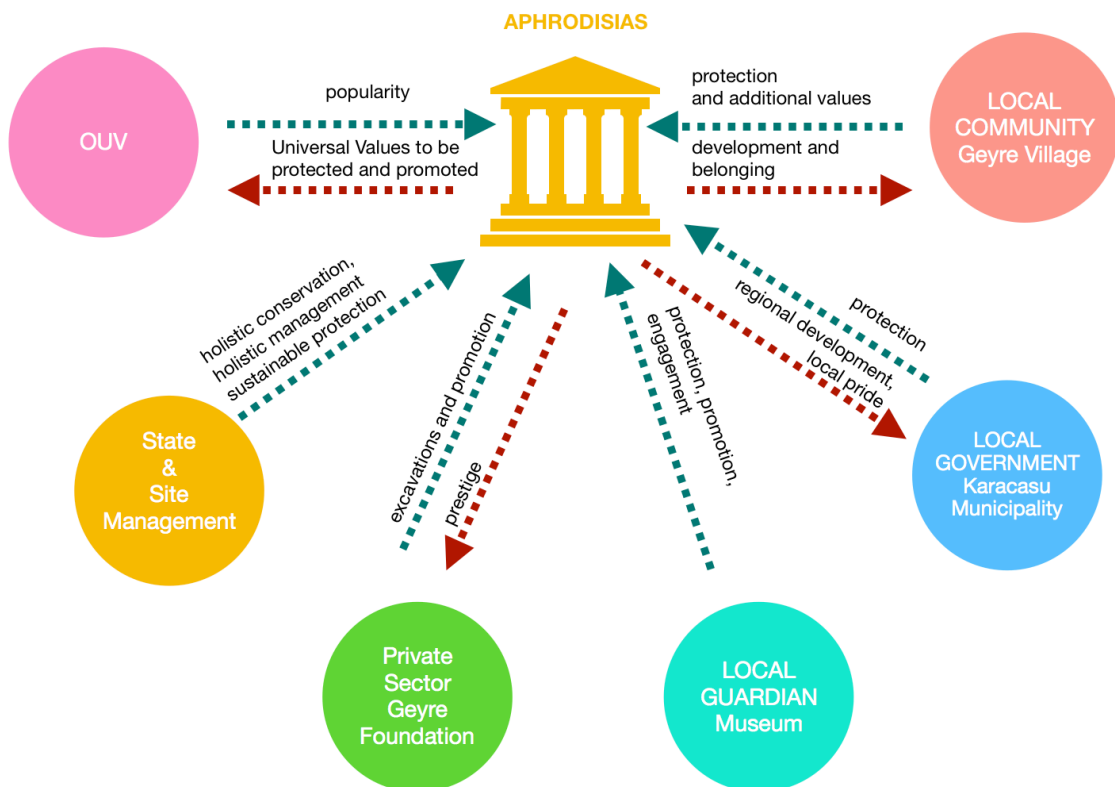 APHRODISIAS
OUV
popularity
Universal Values to be
protected and promoted
protection
and additional values
development and
belonging
LOCAL
COMMUNITY
Geyre Village
holistic conservation,
holistic management
sustainable protection
State
&
Site
Management
excavations and promotion
prestige
Private
Sector
Geyre
Foundation
protection, promotion,
engagement
LOCAL
GUARDIAN
Museum
protection
regional development,
local pride
LOCAL
GOVERNMENT
Karacasu
Municipality